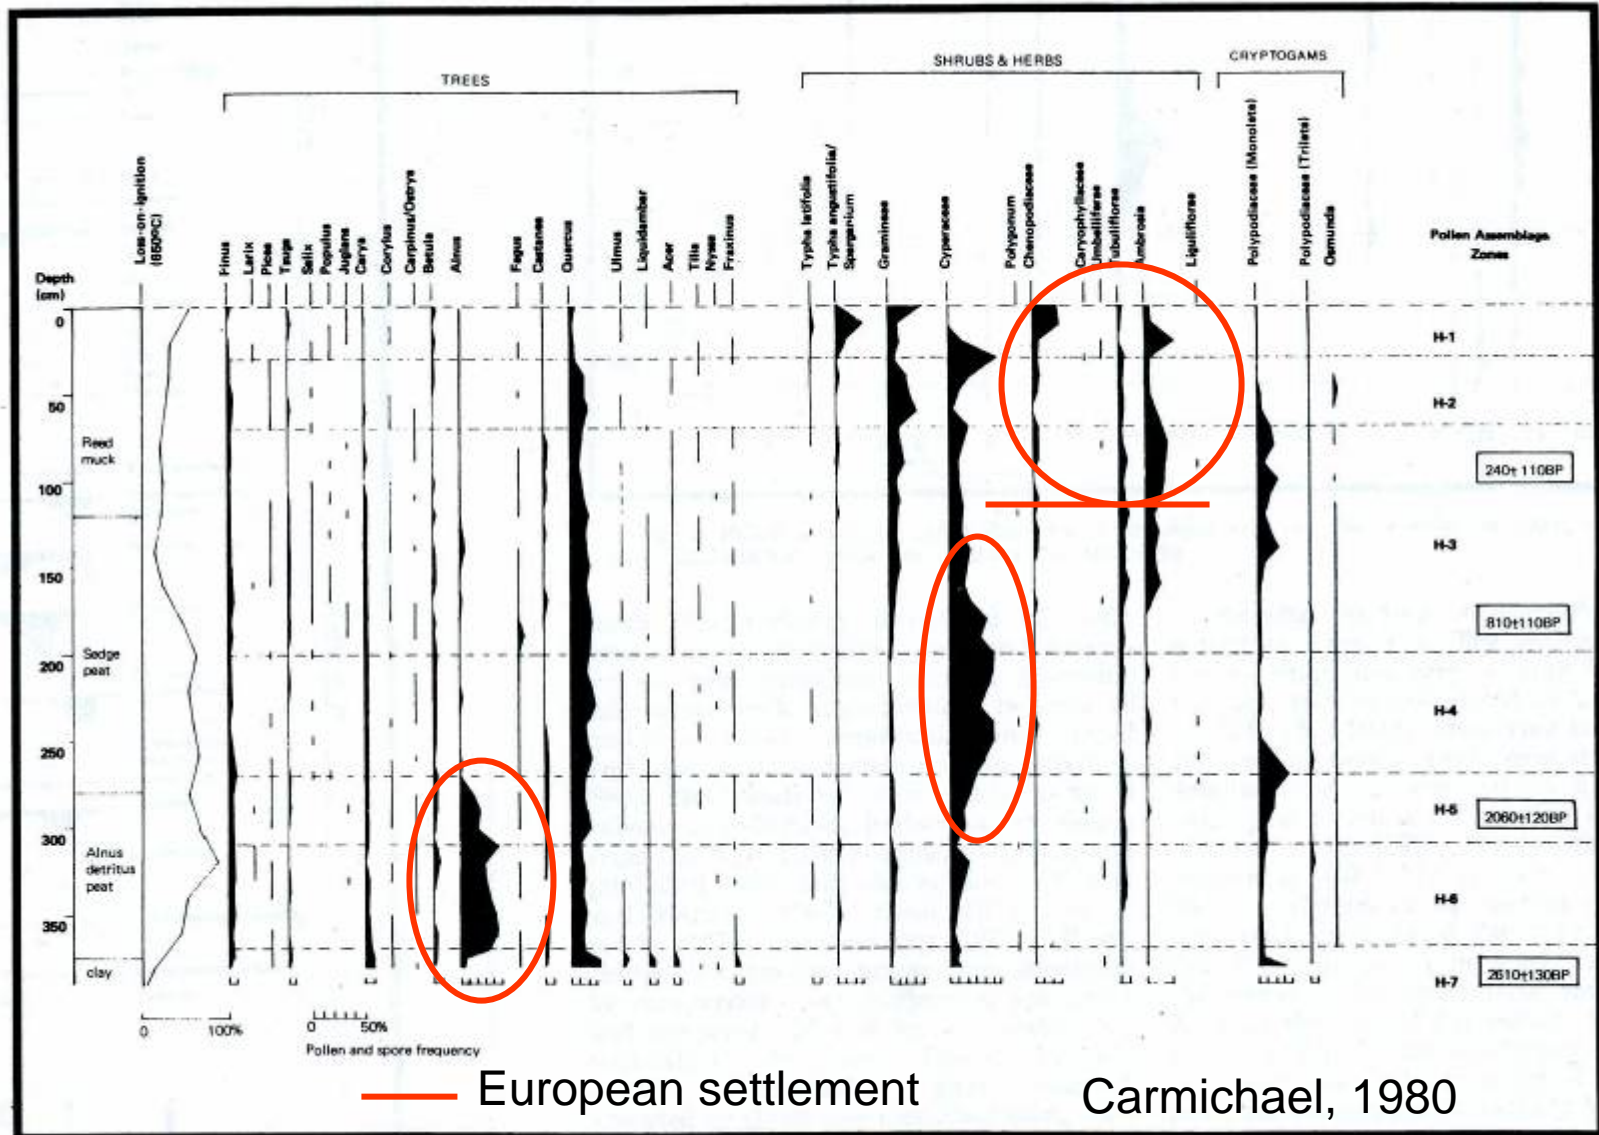 TREES
SHRUBS & HERBS
CRYPTOGAMS
Depth
(cm)
Loss-on-ignition
(850°C)
Pinus
Larix
Picea
Tsuga
Salix
Populus
Juglans
Carya
Corylus
Carpinus/Ostrya
Betula
Alnus
Fagus
Castanea
Quercus
Ulmus
Liquidamber
Acer
Tilia
Nyssa
Fraxinus
Typha latifolia
Typha angustifolia/
Sparganium
Gramineae
Cyperaceae
Polygonum
Chenopodiaceae
Caryophyllaceae
Umbelliferae
Tubuliflorae
Ambrosia
Liguliflorae
Polypodiaceae (Monolete)
Polypodiaceae (Trilete)
Osmunda
Pollen Assemblage
Zones
0
50
100
150
200
250
300
350
Reed
muck
Sedge
peat
Alnus
detritus
peat
clay
H-1
H-2
240± 110BP
H-3
810±110BP
H-4
H-5
2060±120BP
H-6
H-7
2610±130BP
0
100%
0
50%
Pollen and spore frequency
European settlement
Carmichael, 1980